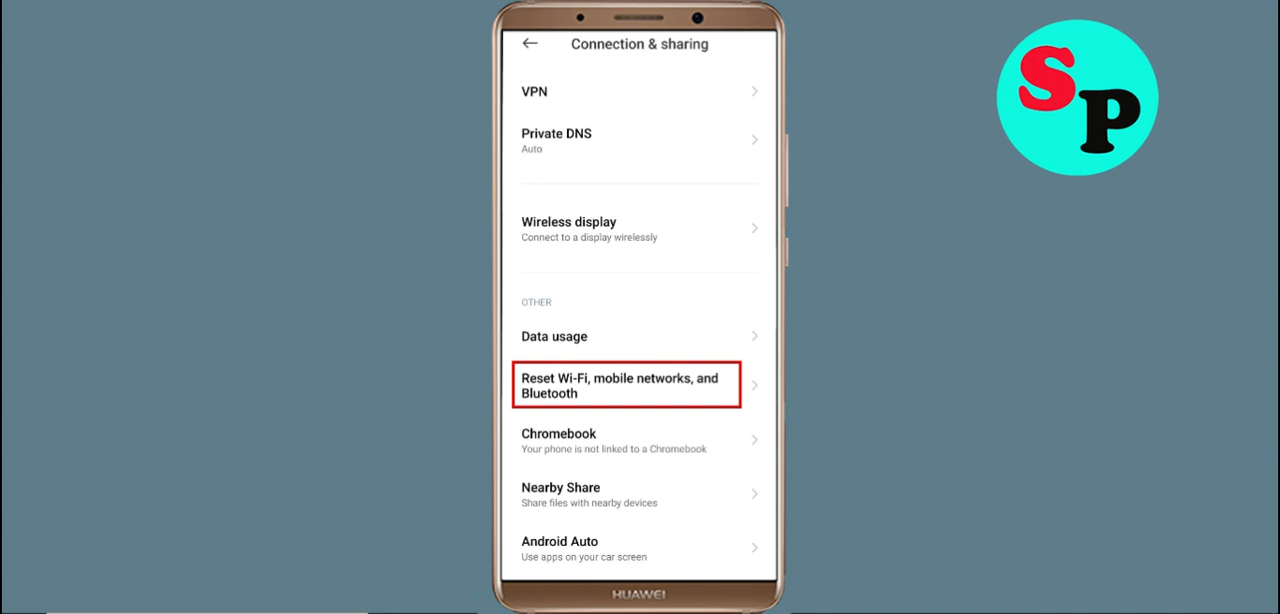 Connection & sharing
VPN
Private DNS
Auto
Wireless display
Connect to a display wirelessly
OTHER
Data usage
Reset Wi-Fi, mobile networks, and
Bluetooth
Chromebook
Your phone is not linked to a Chromebook
Nearby Share
Share files with nearby devices
Android Auto
Use apps on your car screen
HUAWEI
SP